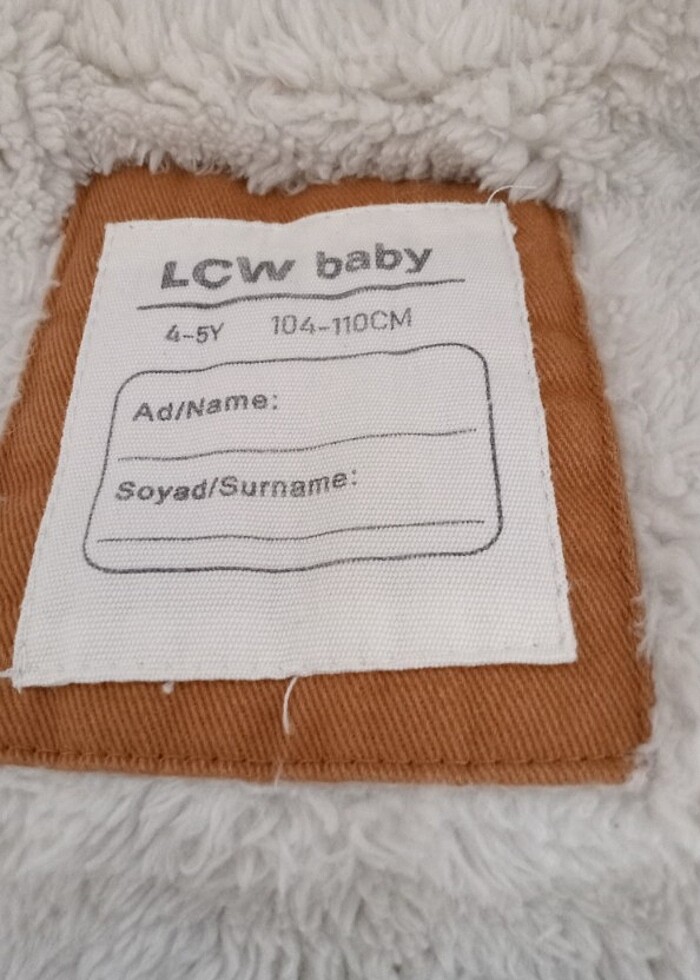 LCW baby
4-5Y 104-110CM
Ad/Name:
Soyad/Surname: